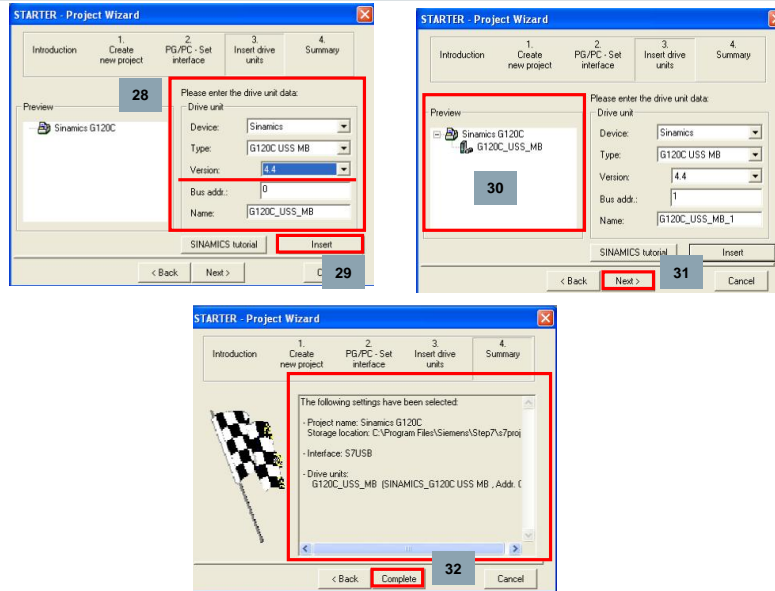 STARTER - Project Wizard
Introduction
1.
Create
new project
2.
PG/PC - Set
interface
3.
Insert drive
units
4.
Summary
28
Please enter the drive unit data:
Preview
Sinamics G120C
Drive unit
Device: Sinamics
Type: G120C USS MB
Version: 4.4
Bus addr.: 0
Name: G120C_USS_MB
SINAMICS tutorial
Insert
< Back
Next >
29
STARTER - Project Wizard
Introduction
1.
Create
new project
2.
PG/PC - Set
interface
3.
Insert drive
units
4.
Summary
Please enter the drive unit data:
Preview
Sinamics G120C
G120C_USS_MB
30
Drive unit
Device: Sinamics
Type: G120C USS MB
Version: 4.4
Bus addr.: 1
Name: G120C_USS_MB_1
SINAMICS tutorial
Insert
31
< Back
Next >
Cancel
STARTER - Project Wizard
Introduction
1.
Create
new project
2.
PG/PC - Set
interface
3.
Insert drive
units
4.
Summary
The following settings have been selected:
- Project name: Sinamics G120C
Storage location: C:\Program Files\Siemens\Step7\s7proj
- Interface: S7USB
- Drive units:
G120C_USS_MB (SINAMICS_G120C USS MB , Addr.
32
< Back
Complete
Cancel